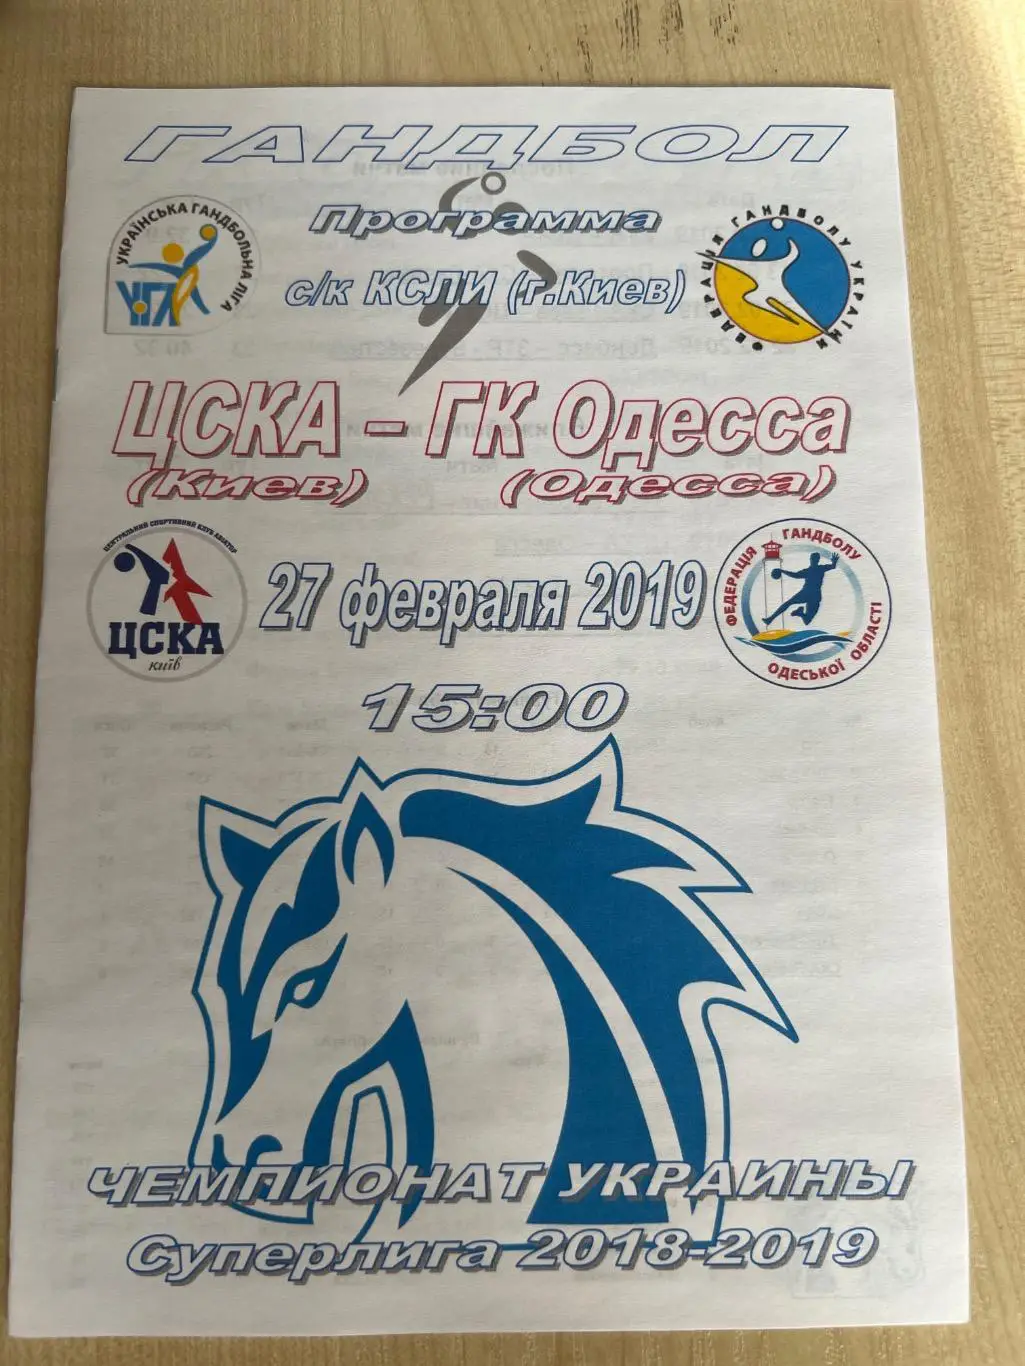 ГАНДБОЛ
Программа
с/к КСЛИ (г.Киев)
УКРАЇНСЬКА ГАНДБОЛЬНА ЛІГА
УГЛ
ФЕДЕРАЦІЯ ГАНДБОЛУ УКРАЇНИ
ЦСКА - ГК Одесса
(Киев) (Одесса)
ЦЕНТРАЛЬНИЙ СПОРТИВНИЙ КЛУБ АВІАТОР
ЦСКА
київ
27 февраля 2019
ФЕДЕРАЦІЯ ГАНДБОЛУ
ОДЕСЬКОЇ ОБЛАСТІ
15:00
ЧЕМПИОНАТ УКРАИНЫ
Суперлига 2018-2019